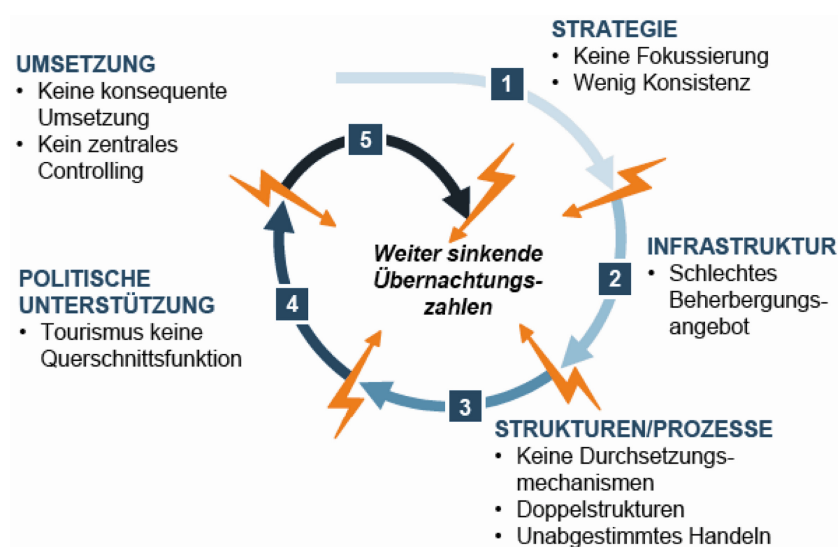 STRATEGIE
• Keine Fokussierung
• Wenig Konsistenz
1
INFRASTRUKTUR
• Schlechtes
Beherbergungs-
angebot
2
STRUKTUREN/PROZESSE
• Keine Durchsetzungs-
mechanismen
• Doppelstrukturen
• Unabgestimmtes Handeln
3
POLITISCHE
UNTERSTÜTZUNG
• Tourismus keine
Querschnittsfunktion
4
UMSETZUNG
• Keine konsequente
Umsetzung
• Kein zentrales
Controlling
5
Weiter sinkende
Übernachtungs-
zahlen